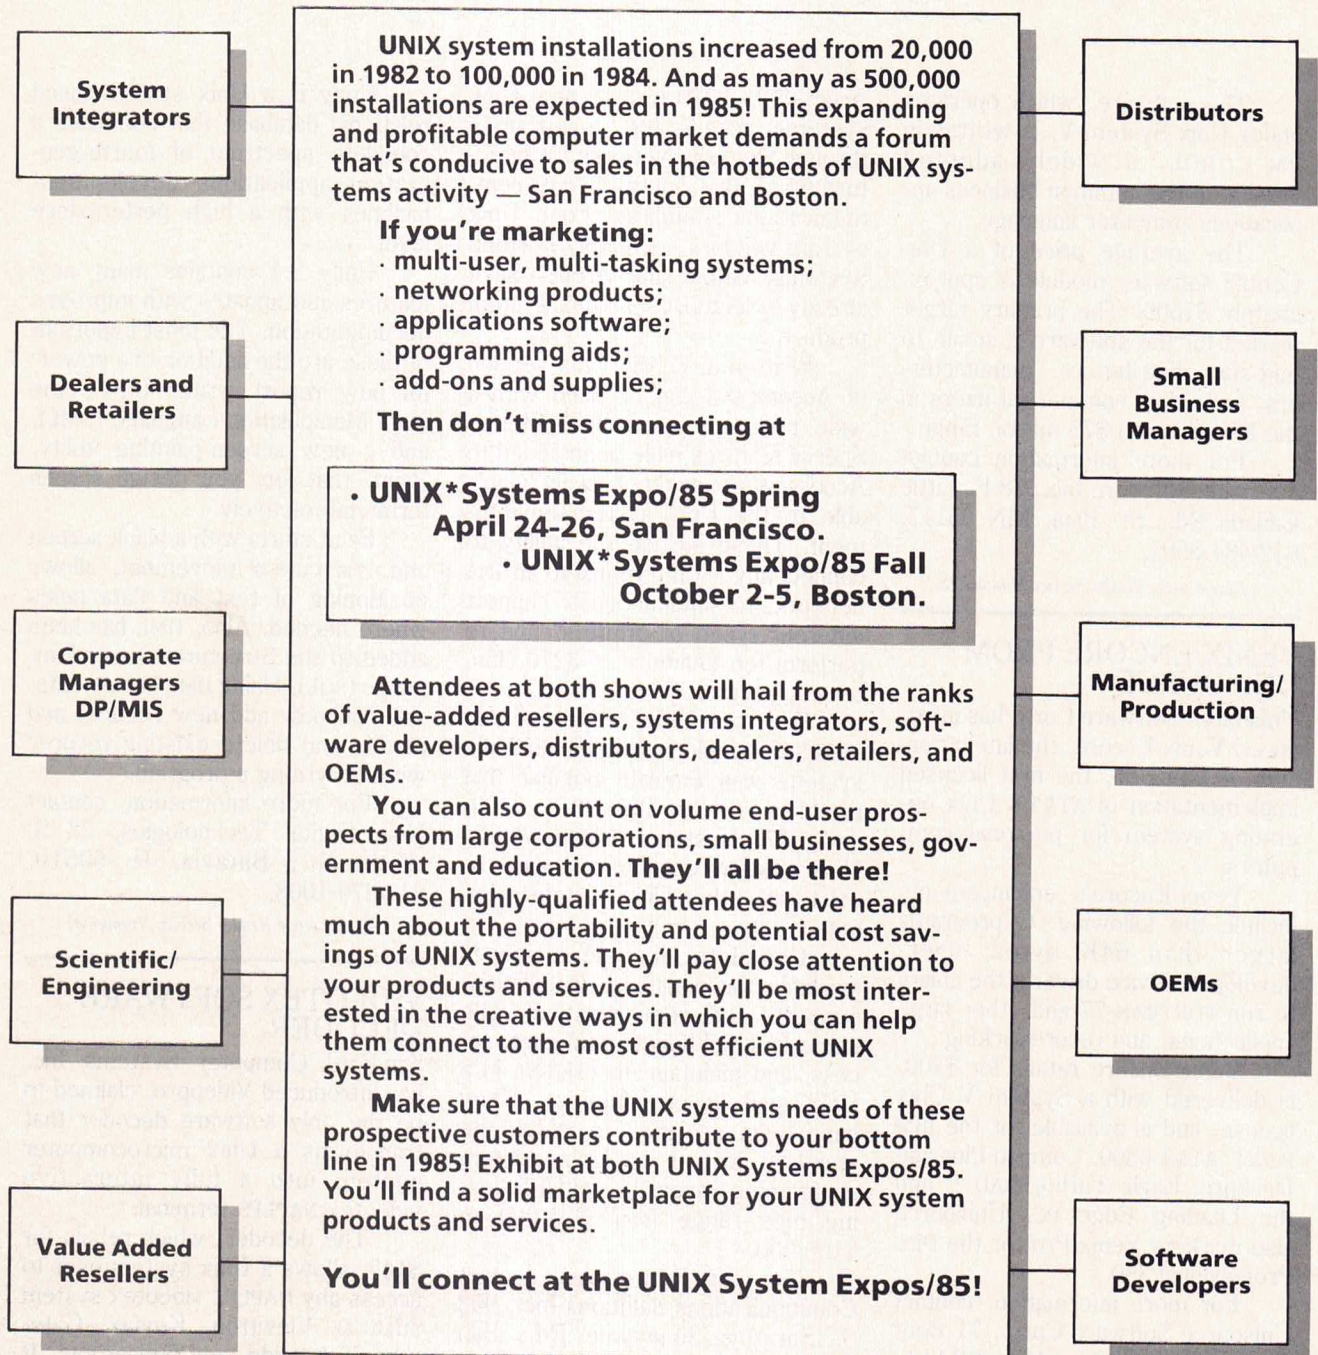 System
Integrators
Dealers and
Retailers
Corporate
Managers
DP/MIS
Scientific/
Engineering
Value Added
Resellers
UNIX system installations increased from 20,000
in 1982 to 100,000 in 1984. And as many as 500,000
installations are expected in 1985! This expanding
and profitable computer market demands a forum
that's conducive to sales in the hotbeds of UNIX sys-
tems activity — San Francisco and Boston.
If you're marketing:
· multi-user, multi-tasking systems;
· networking products;
· applications software;
· programming aids;
· add-ons and supplies;
Then don't miss connecting at
· UNIX* Systems Expo/85 Spring
April 24-26, San Francisco.
· UNIX* Systems Expo/85 Fall
October 2-5, Boston.
Attendees at both shows will hail from the ranks
of value-added resellers, systems integrators, soft-
ware developers, distributors, dealers, retailers, and
OEMs.
You can also count on volume end-user pros-
pects from large corporations, small businesses, gov-
ernment and education. They'll all be there!
These highly-qualified attendees have heard
much about the portability and potential cost sav-
ings of UNIX systems. They'll pay close attention to
your products and services. They'll be most inter-
ested in the creative ways in which you can help
them connect to the most cost efficient UNIX
systems.
Make sure that the UNIX systems needs of these
prospective customers contribute to your bottom
line in 1985! Exhibit at both UNIX Systems Expos/85.
You'll find a solid marketplace for your UNIX system
products and services.
You'll connect at the UNIX System Expos/85!
Distributors
Small
Business
Managers
Manufacturing/
Production
OEMs
Software
Developers